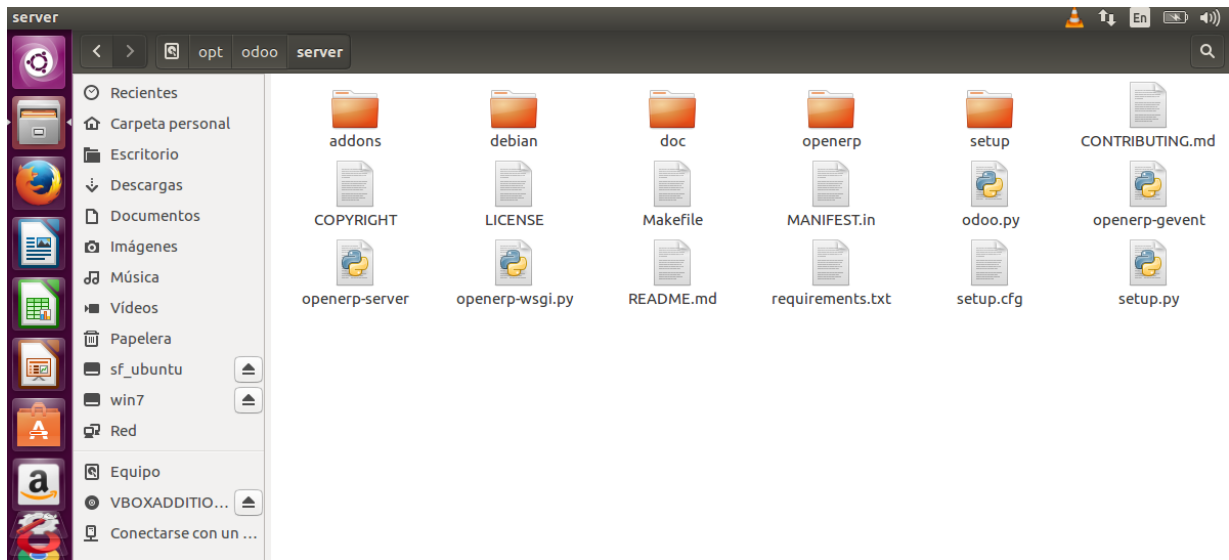 server
En
opt odoo server
Recientes
Carpeta personal
Escritorio
Descargas
Documentos
Imágenes
Música
Vídeos
Papelera
sf_ubuntu
win7
Red
Equipo
VBOXADDITIO...
Conectarse con un ...
addons debian doc openerp setup CONTRIBUTING.md
COPYRIGHT LICENSE Makefile MANIFEST.in odoo.py openerp-gevent
openerp-server openerp-wsgi.py README.md requirements.txt setup.cfg setup.py